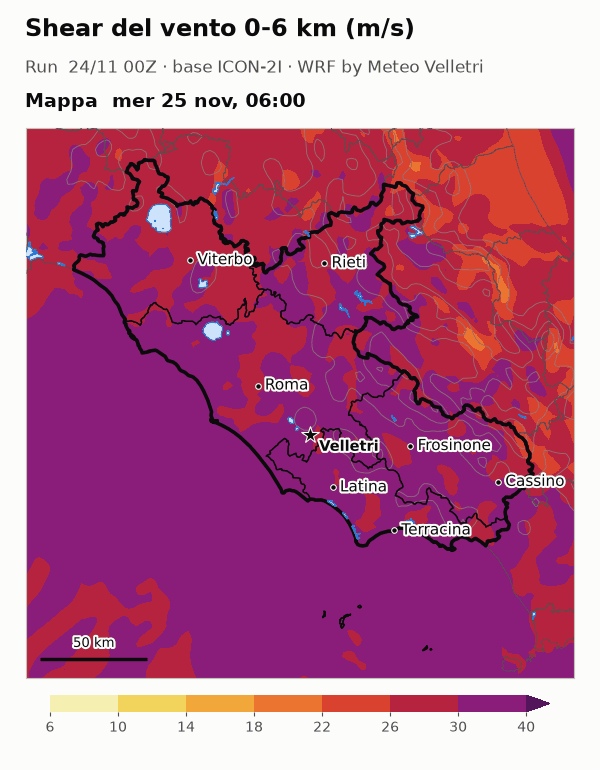 Shear del vento 0-6 km (m/s)
Run 24/11 00Z · base ICON-2I · WRF by Meteo Velletri
Mappa mer 25 nov, 06:00
Viterbo
Rieti
Roma
Velletri
Frosinone
Latina
Cassino
Terracina
50 km
6 10 14 18 22 26 30 40